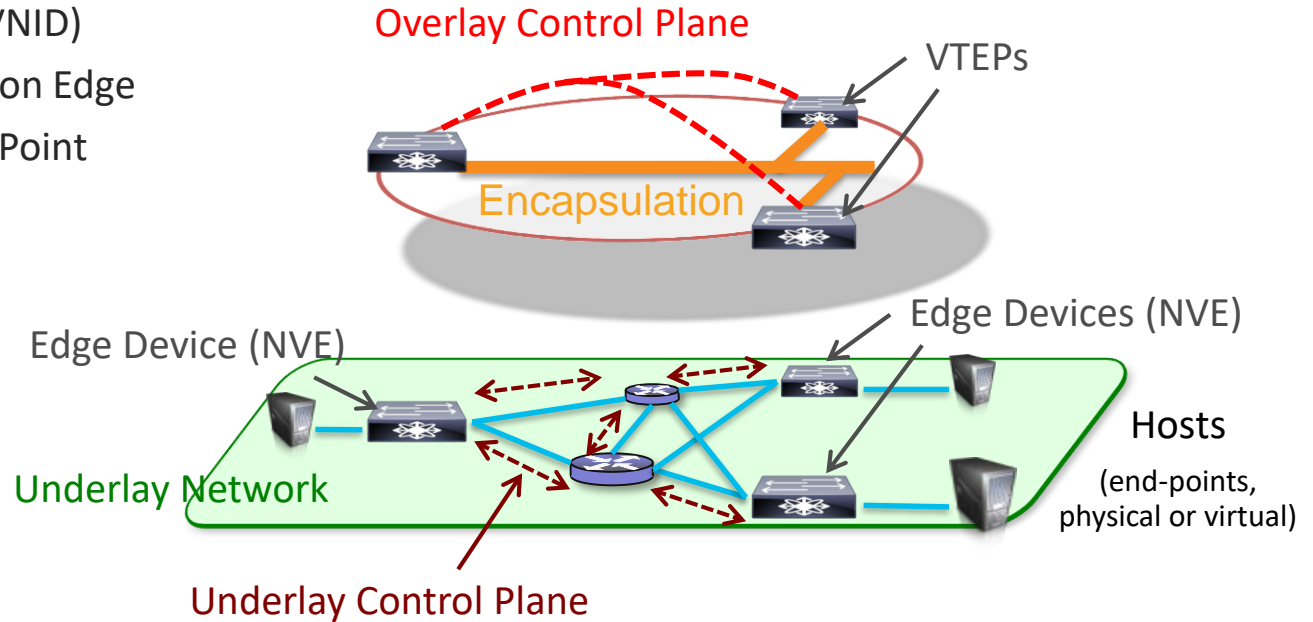 /NID)
on Edge
Point
Overlay Control Plane
VTEPs
Encapsulation
Edge Device (NVE)
Edge Devices (NVE)
Hosts
(end-points,
physical or virtual)
Underlay Network
Underlay Control Plane